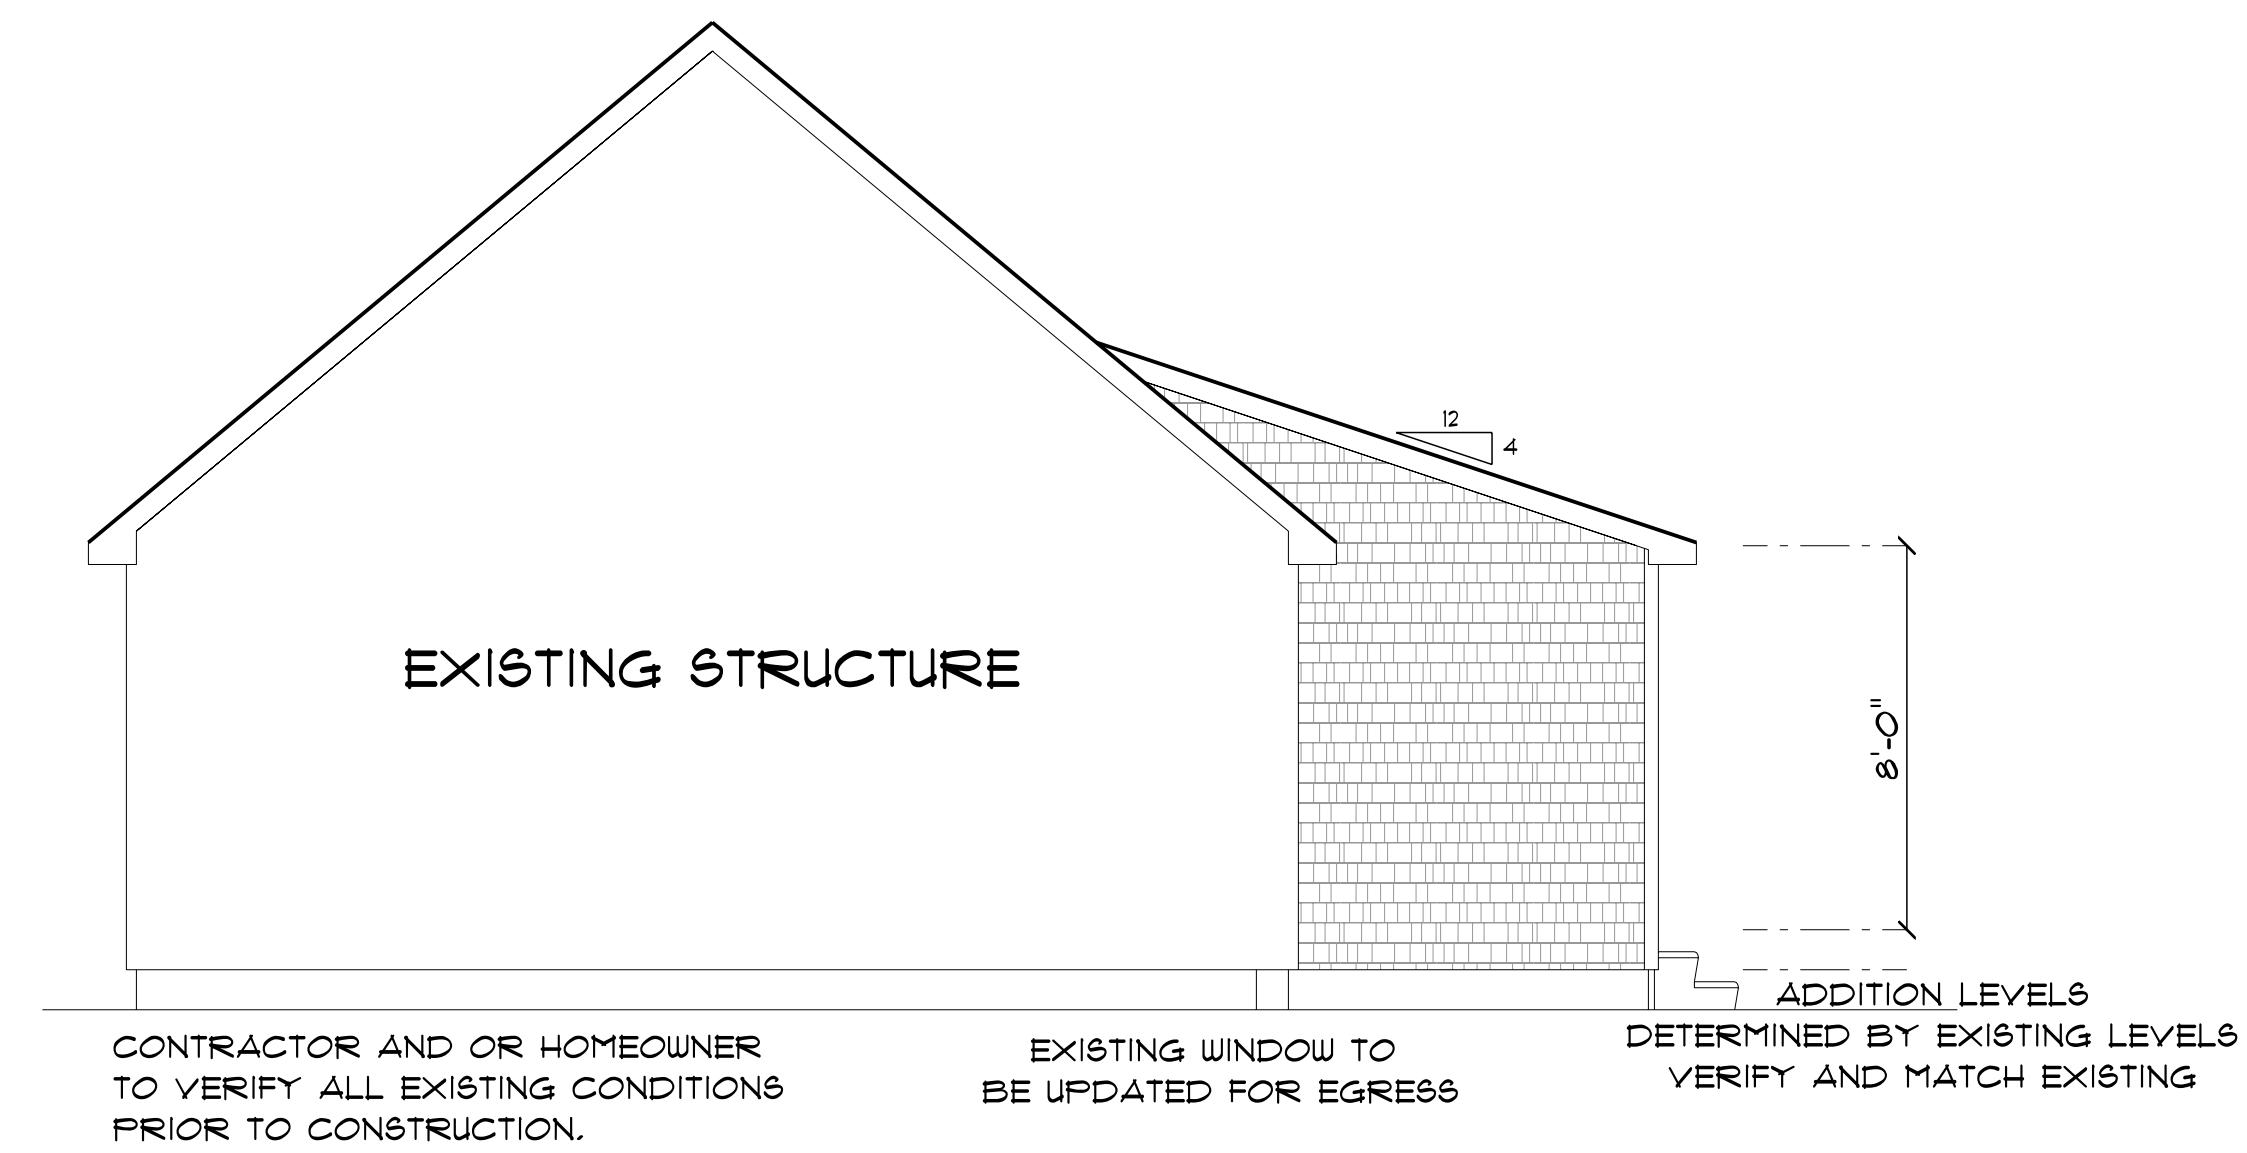 12
4
EXISTING STRUCTURE
8'-0"
CONTRACTOR AND OR HOMEOWNER
TO VERIFY ALL EXISTING CONDITIONS
PRIOR TO CONSTRUCTION.
EXISTING WINDOW TO
BE UPDATED FOR EGRESS
ADDITION LEVELS
DETERMINED BY EXISTING LEVELS
VERIFY AND MATCH EXISTING